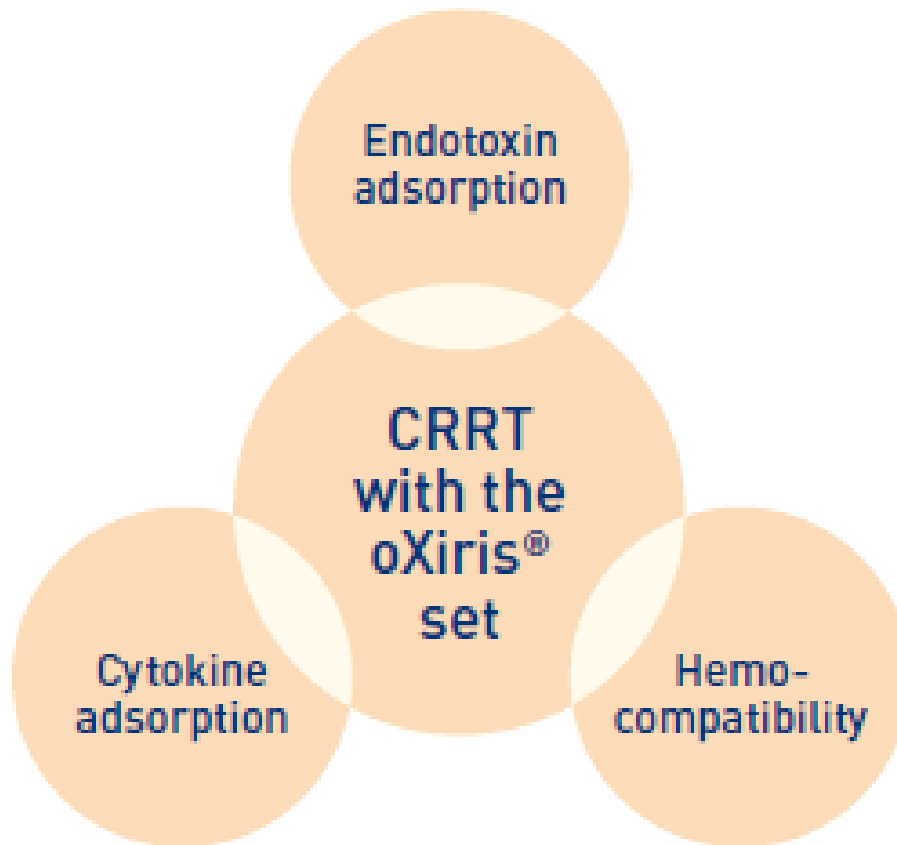 Endotoxin
adsorption
CRRT
with the
oXiris®
set
Cytokine
adsorption
Hemo-
compatibility